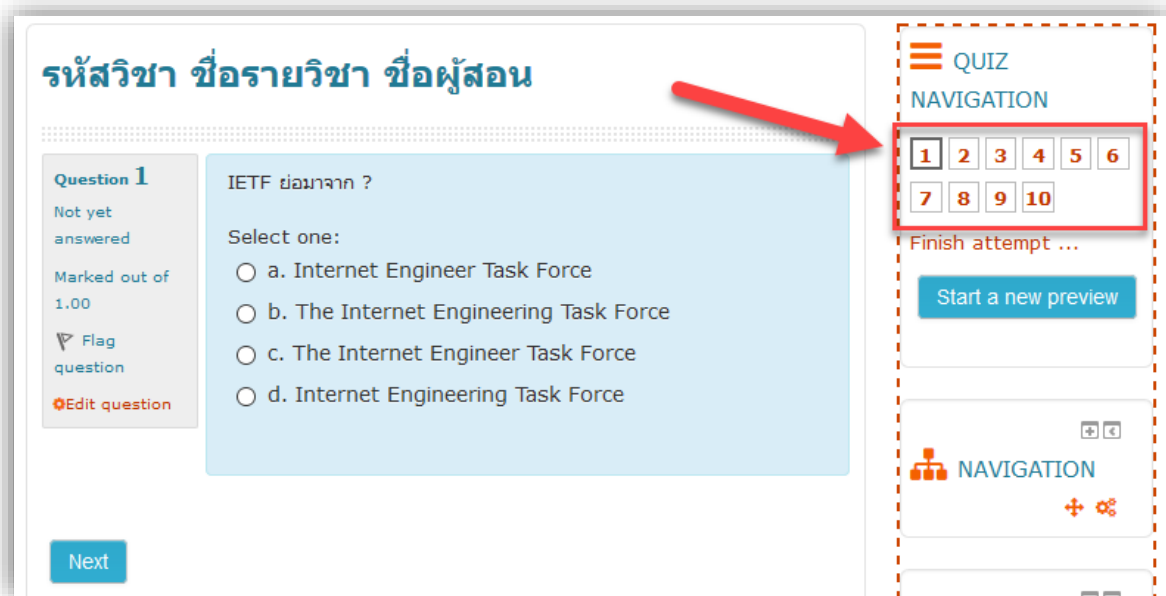 รหัสวิชา ชื่อรายวิชา ชื่อผู้สอน
Question 1
Not yet
answered
Marked out of
1.00
Flag
question
Edit question
IETF ย่อมาจาก ?
Select one:
a. Internet Engineer Task Force
b. The Internet Engineering Task Force
c. The Internet Engineer Task Force
d. Internet Engineering Task Force
Next
QUIZ
NAVIGATION
1 2 3 4 5 6
7 8 9 10
Finish attempt ...
Start a new preview
NAVIGATION